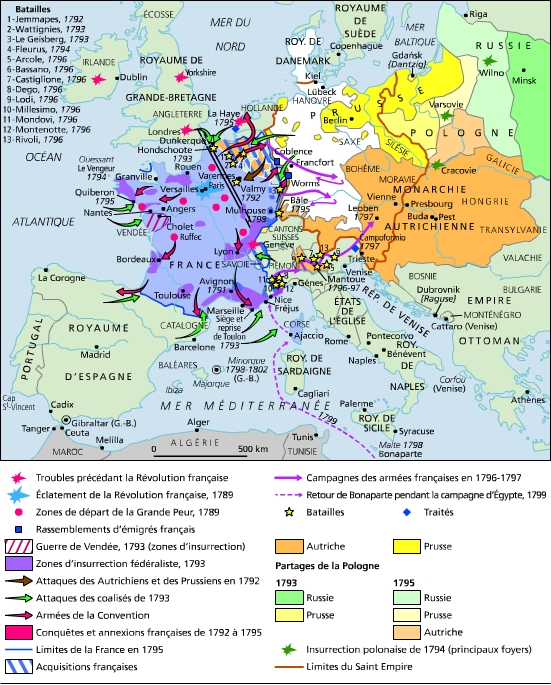 Batailles
1-Jemmapes, 1792
2-Wattignies, 1793
3-Le Geisberg, 1793
4-Fleurus, 1794
5-Arcole, 1796
6-Bassano, 1796
7-Castiglione, 1796
8-Dego, 1796
9-Lodi, 1796
10-Millesimo, 1796
11-Mondovi, 1796
12-Montenotte, 1796
13-Rivoli, 1796
ÉCOSSE
MER DU
NORD
ROYAUME
DE
SUÈDE
Riga
ROY. DE
DANEMARK
Copenhague
MER
BALTIQUE
RUSSIE
IRLANDE
Dublin
ROYAUME DE
Yorkshire
GRANDE-BRETAGNE
ANGLETERRE
Londres
Kiel
Lübeck
HANOVRE
Gdańsk
(Dantzig)
Wilno
Minsk
PRUSSE
Berlin
Varsovie
POLOGNE
SAXE
SILÉSIE
Cracovie
GALICIE
La Haye
1795
HOLLANDE
Dunkerque
Hondschoote
1793
OCÉAN
ATLANTIQUE
Ouessant
Le Vengeur
1794
Granville
Rouen
Varennes
Versailles
Paris
Valmy
1792
Coblence
Francfort
Worms
Quiberon
1795
Nantes
Angers
VENDÉE
Cholet
Ruffec
Mulhouse
1798
Bâle
1795
CANTONS
SUISSES
Genève
BOHÊME
MORAVIE
MONARCHIE
AUTRICHIENNE
Vienne
Presbourg
Leoben
1797
Buda
Pest
HONGRIE
TRANSYLVANIE
VALACHIE
Bordeaux
FRANCE
Lyon
SAVOIE
PIÉMONT
Campoformio
1797
Trieste
Venise
Mantoue
1796-97
La Corogne
Toulouse
Avignon
1791
Marseille
Siège et
reprise
de Toulon
1793
Nice
Fréjus
Gênes
ÉTATS
DE
L'ÉGLISE
RÉP. DE VENISE
BOSNIE
Dubrovnik
[Raguse]
BULGARIE
MONTÉNÉGRO
Cattaro (Venise)
EMPIRE
OTTOMAN
PORTUGAL
ROYAUME
D'ESPAGNE
Madrid
CATALOGNE
Barcelone
BALÉARES
Minorque
1798-1802
(G.-B.)
Majorque
Ibiza
CORSE
Ajaccio
ROY. DE
SARDAIGNE
Cagliari
Rome
Pontecorvo
Naples
Bénévent
ROY.
DE
NAPLES
Corfou
(Venise)
Athènes
Cap
St-Vincent
Cadix
Gibraltar (G.-B.)
Tanger
Ceuta
Melilla
MER MÉDITERRANÉE
1799
Palerme
ROY. DE
SICILE
Syracuse
Malte 1798
Bonaparte
Alger
ALGÉRIE
MAROC
Tunis
TUNISIE
0
500 km
Troubles précédant la Révolution française
Éclatement de la Révolution française, 1789
Zones de départ de la Grande Peur, 1789
Rassemblements d'émigrés français
Guerre de Vendée, 1793 (zones d'insurrection)
Zones d'insurrection fédéraliste, 1793
Attaques des Autrichiens et des Prussiens en 1792
Attaques des coalisés de 1793
Armées de la Convention
Conquêtes et annexions françaises de 1792 à 1795
Limites de la France en 1795
Acquisitions françaises
Campagnes des armées françaises en 1796-1797
Retour de Bonaparte pendant la campagne d'Égypte, 1799
Batailles
Traités
Autriche
Prusse
Partages de la Pologne
1793
1795
Russie
Russie
Prusse
Prusse
Autriche
Insurrection polonaise de 1794 (principaux foyers)
Limites du Saint Empire